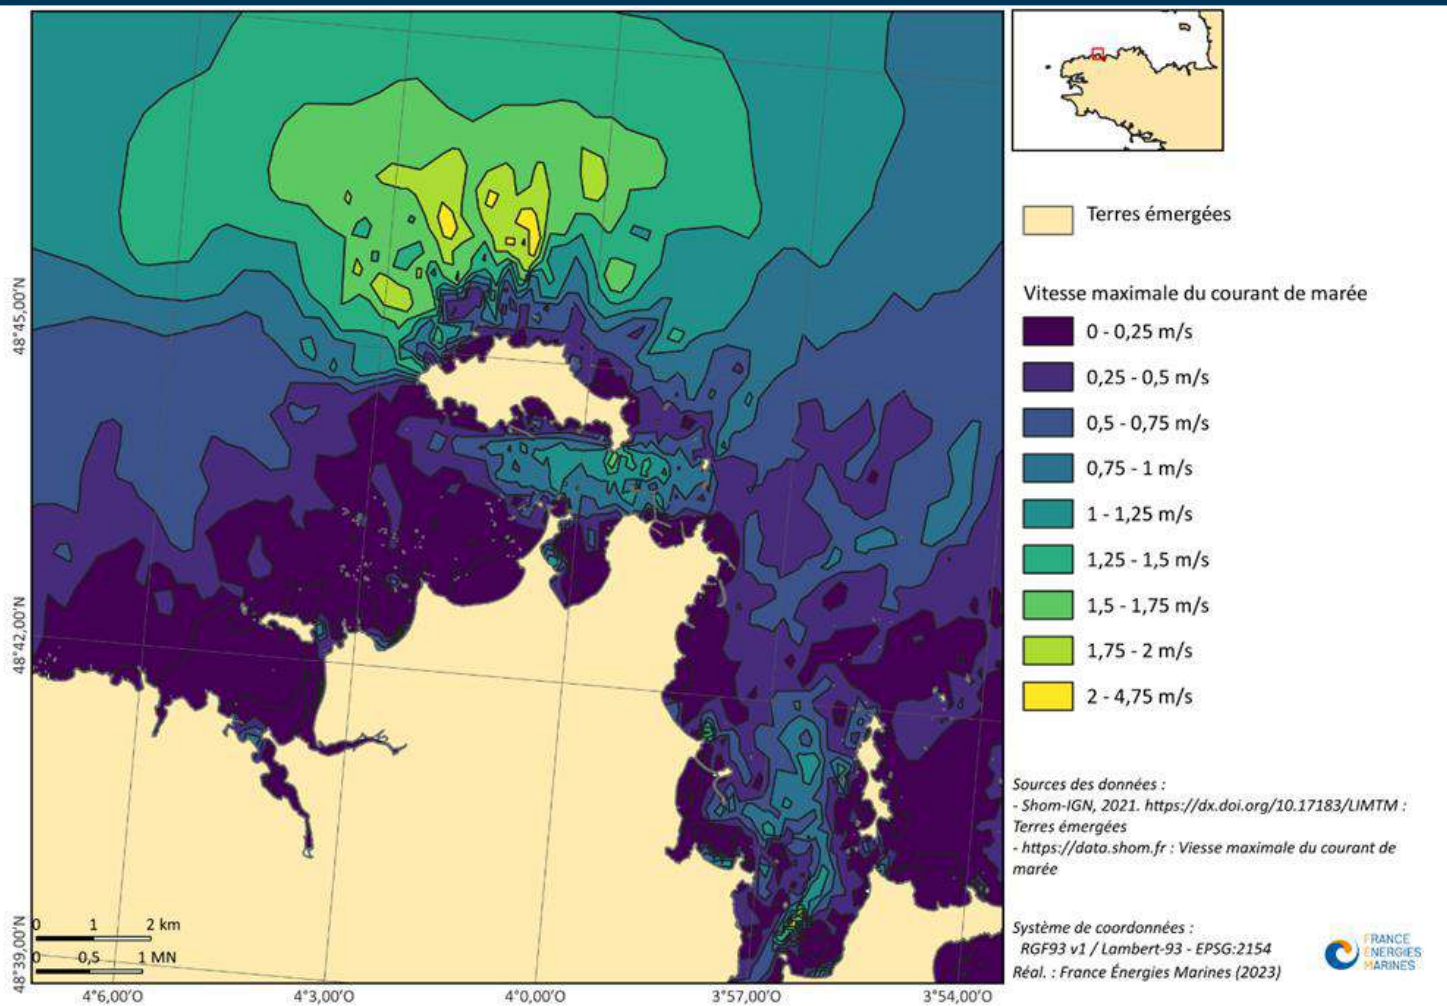 48°45,00'N
48°42,00'N
48°39,00'N
4
4
4
4
0 1 2 km
0 0,5 1 MN
4°6,00'O 4°3,00'O 4°0,00'O 3°57,00'O 3°54,00'O
Terres émergées
Vitesse maximale du courant de marée
0 - 0,25 m/s
0,25 - 0,5 m/s
0,5 - 0,75 m/s
0,75 - 1 m/s
1 - 1,25 m/s
1,25 - 1,5 m/s
1,5 - 1,75 m/s
1,75 - 2 m/s
2 - 4,75 m/s
Sources des données :
- Shom-IGN, 2021. https://dx.doi.org/10.17183/LIMTM :
Terres émergées
- https://data.shom.fr : Viesse maximale du courant de
marée
Système de coordonnées :
RGF93 v1 / Lambert-93 - EPSG:2154
Réal. : France Énergies Marines (2023)
FRANCE
ENERGIES
MARINES